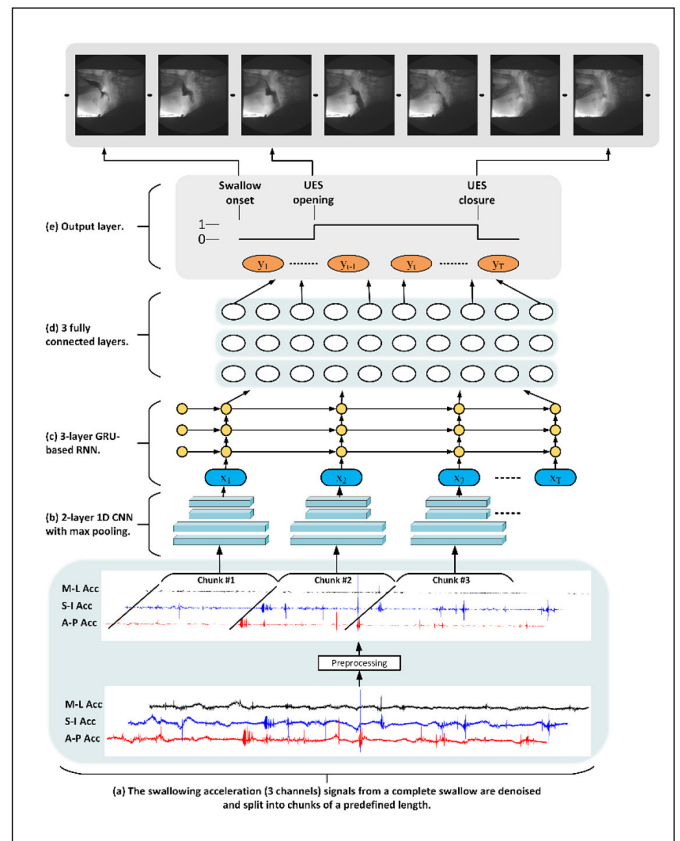 Swallow onset
UES opening
UES closure
(e) Output layer.
1
0
y1
yt-1
yt
yT
(d) 3 fully
connected layers.
(c) 3-layer GRU-
based RNN.
x1
x2
x3
xT
(b) 2-layer 1D CNN
with max pooling.
Chunk #1
Chunk #2
Chunk #3
M-L Acc
S-I Acc
A-P Acc
Preprocessing
M-L Acc
S-I Acc
A-P Acc
(a) The swallowing acceleration (3 channels) signals from a complete swallow are denoised
and split into chunks of a predefined length.